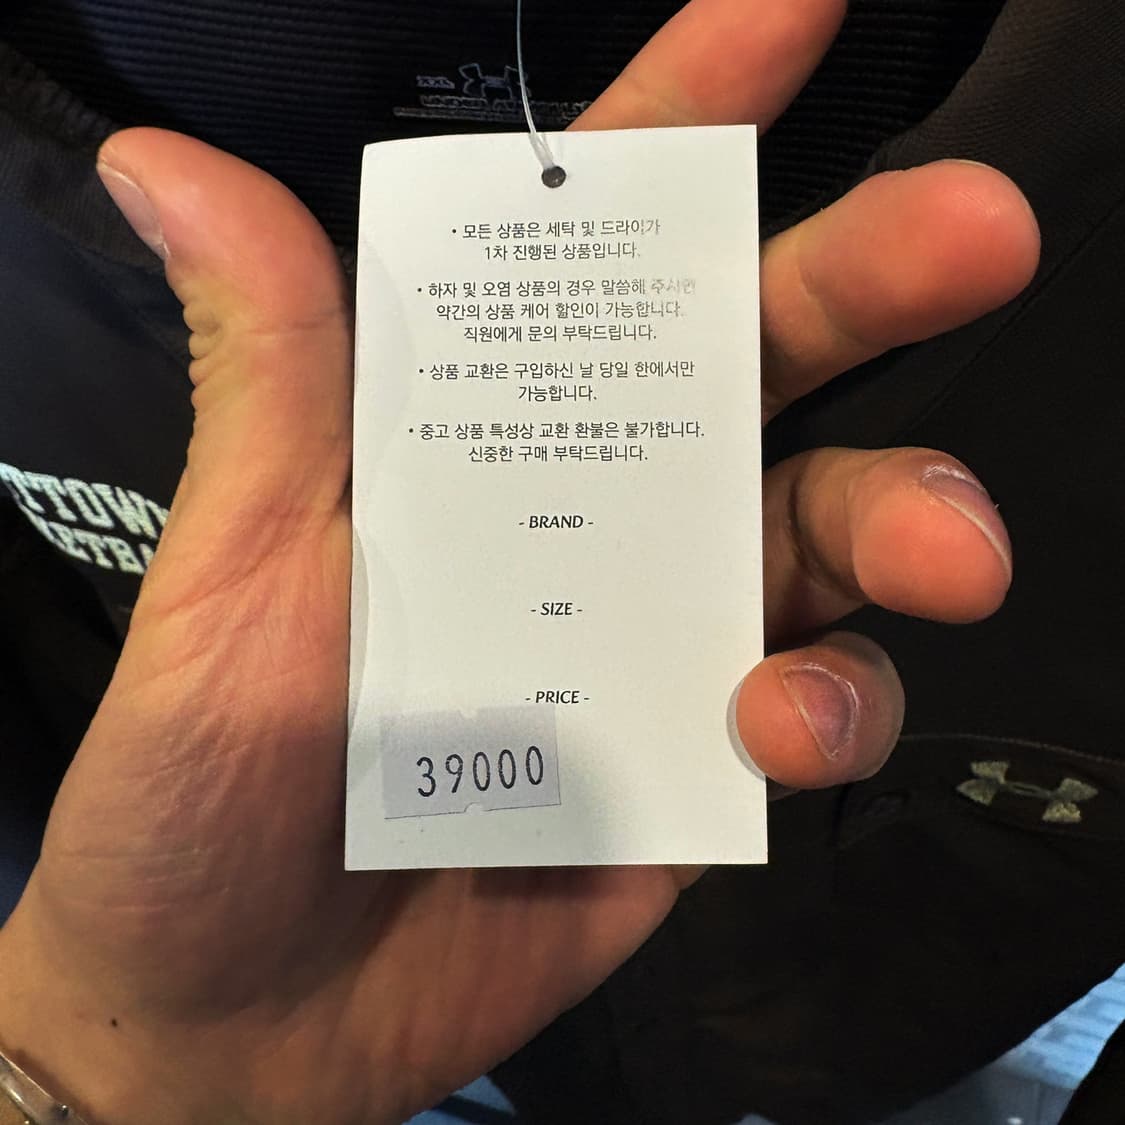 XXL
UNDER ARMOUR
• 모든 상품은 세탁 및 드라이가
1차 진행된 상품입니다.
• 하자 및 오염 상품의 경우 말씀해 주시면
약간의 상품 케어 할인이 가능합니다.
직원에게 문의 부탁드립니다.
• 상품 교환은 구입하신 날 당일 한에서만
가능합니다.
• 중고 상품 특성상 교환 환불은 불가합니다.
신중한 구매 부탁드립니다.
- BRAND -
- SIZE -
- PRICE -
39000